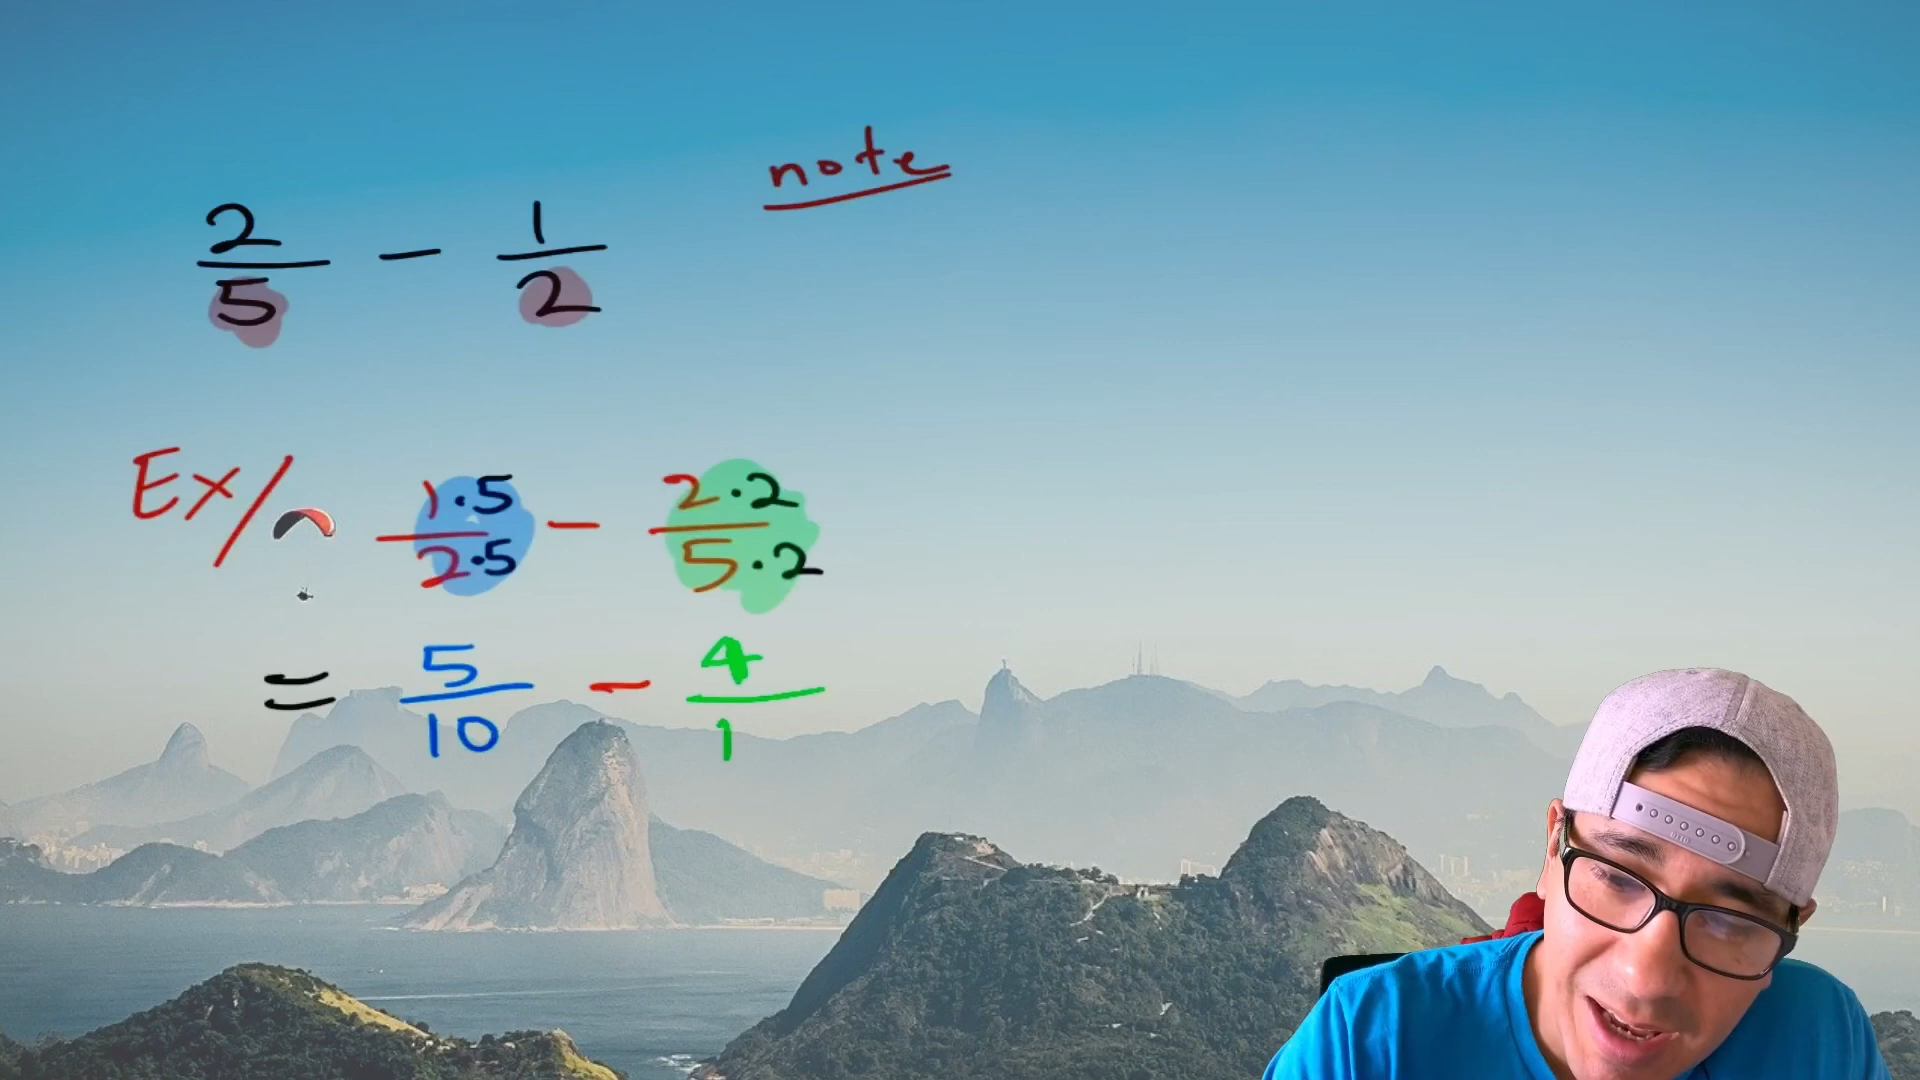 note
2/5 - 1/2
Ex/ 1·5/2·5 - 2·2/5·2
= 5/10 - 4/1